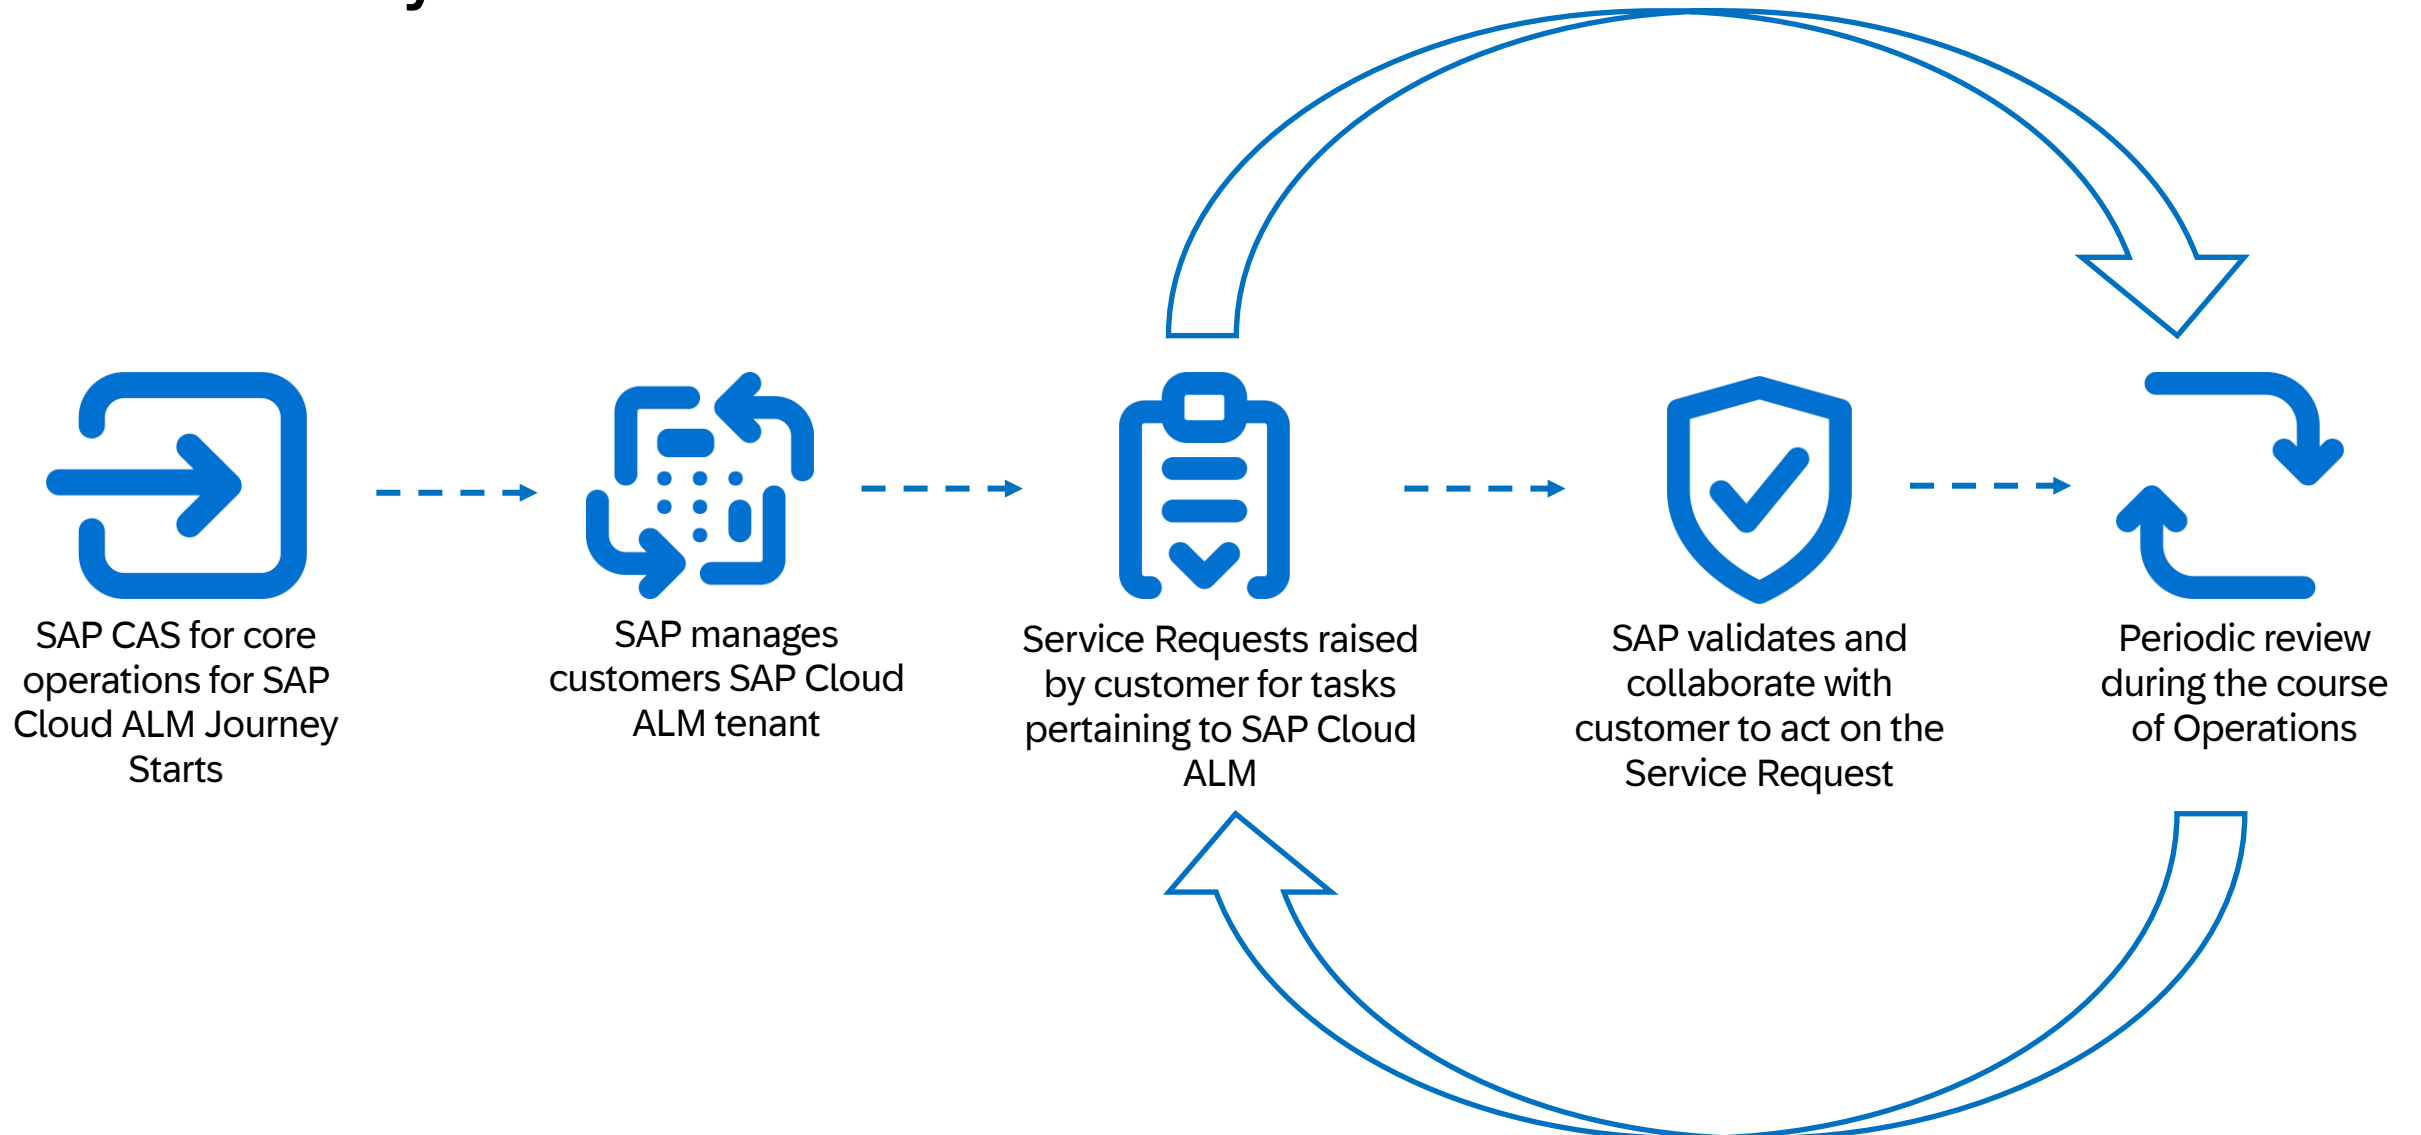 SAP CAS for core
operations for SAP
Cloud ALM Journey
Starts
SAP manages
customers SAP Cloud
ALM tenant
Service Requests raised
by customer for tasks
pertaining to SAP Cloud
ALM
SAP validates and
collaborate with
customer to act on the
Service Request
Periodic review
during the course
of Operations